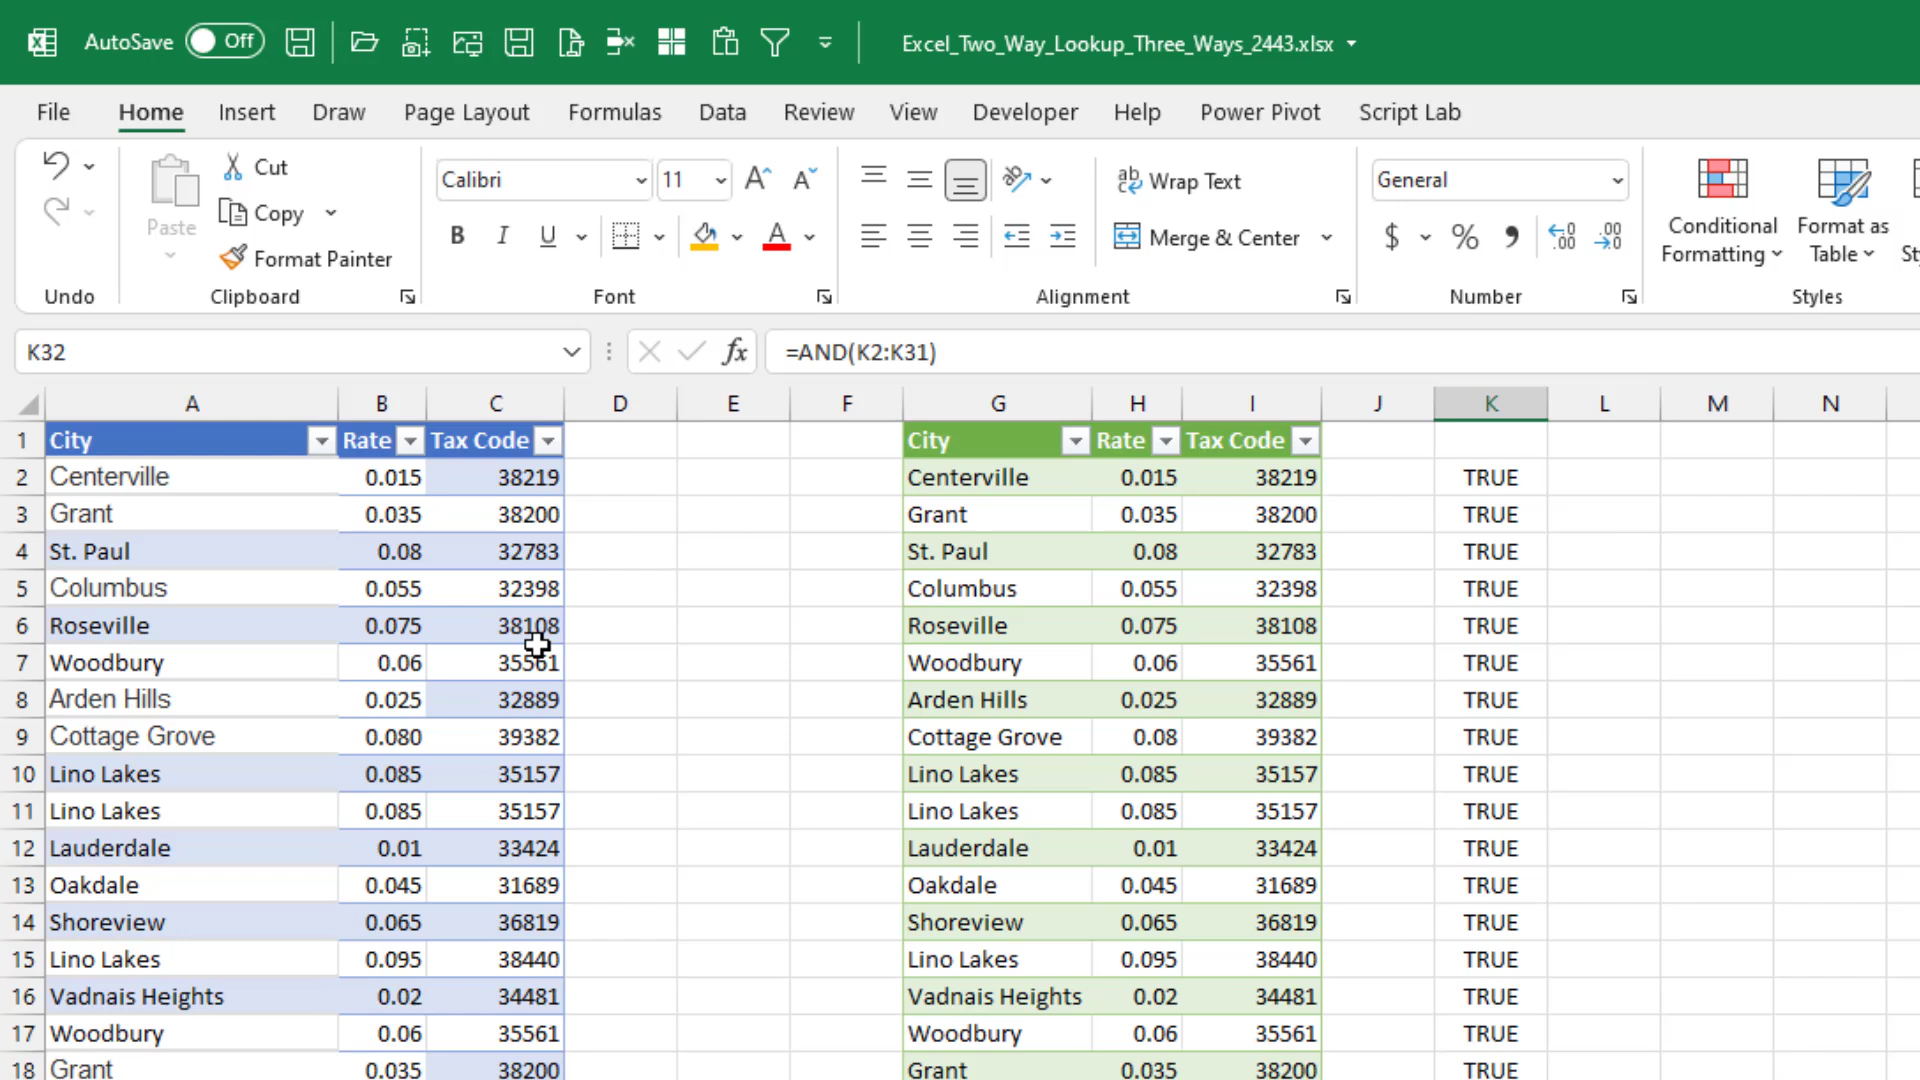 AutoSave Off Excel_Two_Way_Lookup_Three_Ways_2443.xlsx
File Home Insert Draw Page Layout Formulas Data Review View Developer Help Power Pivot Script Lab
Paste
Cut
Copy
Format Painter
Calibri 11 A A
B I U A
ab Wrap Text
Merge & Center
General
$ % , .00 .00
Conditional Formatting
Format as Table
Undo Clipboard Font Alignment Number Styles
K32 fx =AND(K2:K31)
A B C D E F G H I J K L M N
1 City Rate Tax Code City Rate Tax Code
2 Centerville 0.015 38219 Centerville 0.015 38219 TRUE
3 Grant 0.035 38200 Grant 0.035 38200 TRUE
4 St. Paul 0.08 32783 St. Paul 0.08 32783 TRUE
5 Columbus 0.055 32398 Columbus 0.055 32398 TRUE
6 Roseville 0.075 38108 Roseville 0.075 38108 TRUE
7 Woodbury 0.06 35561 Woodbury 0.06 35561 TRUE
8 Arden Hills 0.025 32889 Arden Hills 0.025 32889 TRUE
9 Cottage Grove 0.080 39382 Cottage Grove 0.08 39382 TRUE
10 Lino Lakes 0.085 35157 Lino Lakes 0.085 35157 TRUE
11 Lino Lakes 0.085 35157 Lino Lakes 0.085 35157 TRUE
12 Lauderdale 0.01 33424 Lauderdale 0.01 33424 TRUE
13 Oakdale 0.045 31689 Oakdale 0.045 31689 TRUE
14 Shoreview 0.065 36819 Shoreview 0.065 36819 TRUE
15 Lino Lakes 0.095 38440 Lino Lakes 0.095 38440 TRUE
16 Vadnais Heights 0.02 34481 Vadnais Heights 0.02 34481 TRUE
17 Woodbury 0.06 35561 Woodbury 0.06 35561 TRUE
18 Grant 0.035 38200 Grant 0.035 38200 TRUE